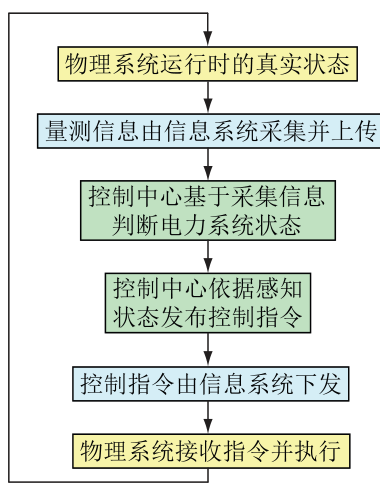 物理系统运行时的真实状态
量测信息由信息系统采集并上传
控制中心基于采集信息
判断电力系统状态
控制中心依据感知
状态发布控制指令
控制指令由信息系统下发
物理系统接收指令并执行